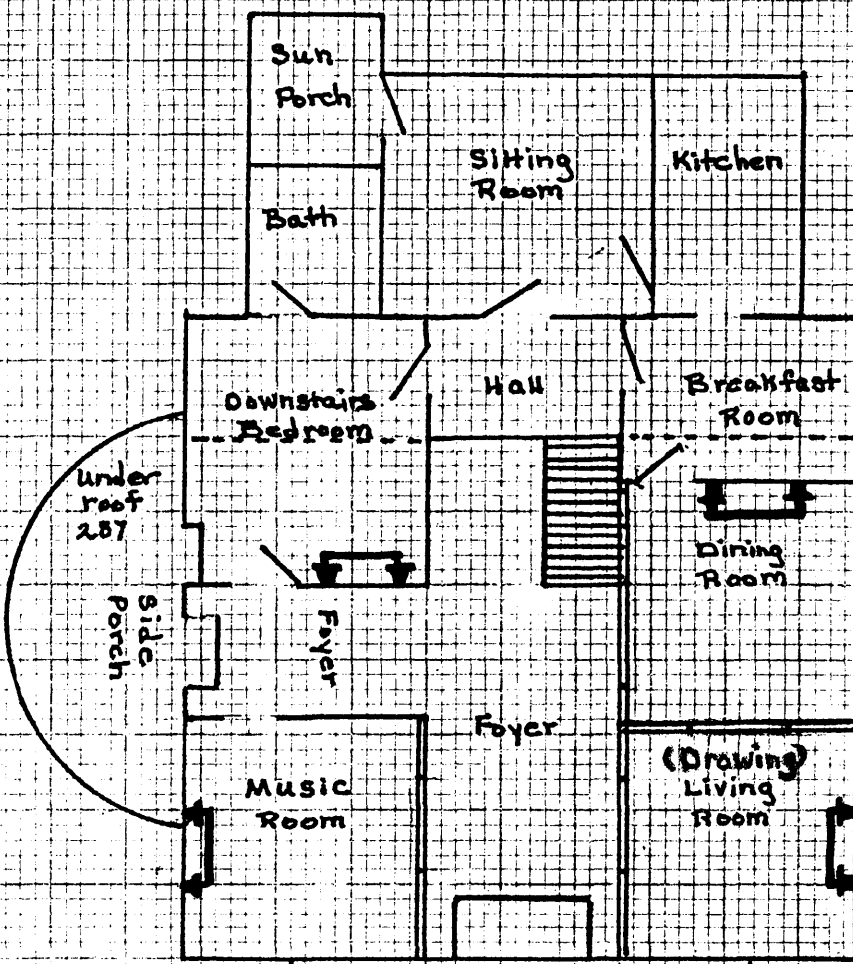 Sun
Porch
Sitting
Room
Kitchen
Bath
Hall
Breakfast
Room
Downstairs
Bedroom
Under
roof
257
Dining
Room
Side
Porch
Foyer
Foyer
(Drawing)
Living
Room
Music
Room